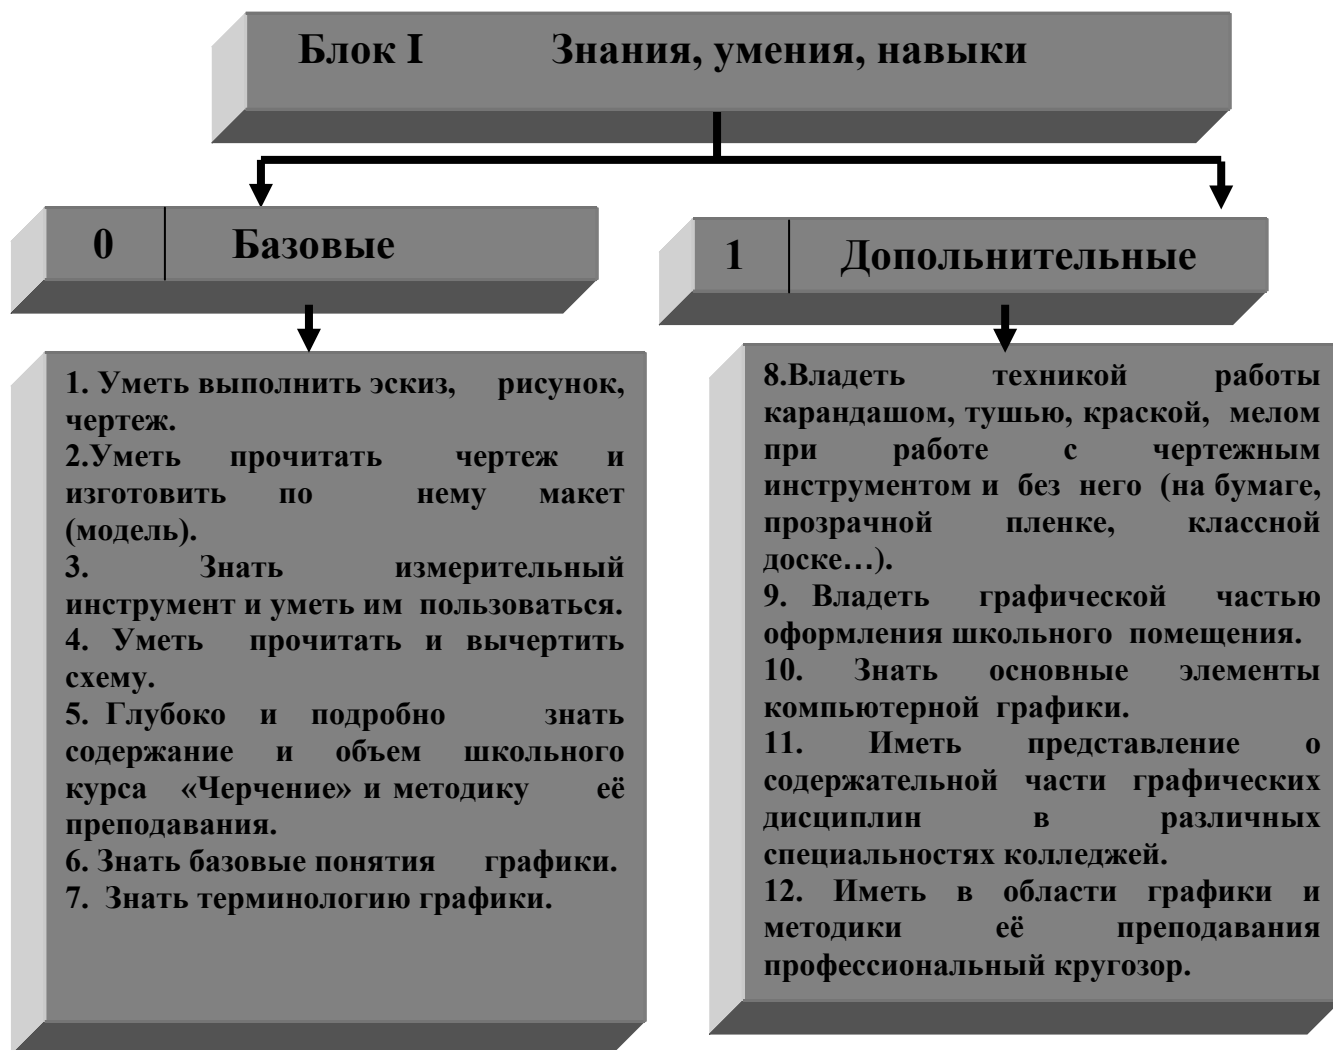 Блок I Знания, умения, навыки
0 Базовые
1 Допольнительные
1. Уметь выполнить эскиз, рисунок,
чертеж.
2.Уметь прочитать чертеж и
изготовить по нему макет
(модель).
3. Знать измерительный
инструмент и уметь им пользоваться.
4. Уметь прочитать и вычертить
схему.
5. Глубоко и подробно знать
содержание и объем школьного
курса «Черчение» и методику её
преподавания.
6. Знать базовые понятия графики.
7. Знать терминологию графики.
8.Владеть техникой работы
карандашом, тушью, краской, мелом
при работе с чертежным
инструментом и без него (на бумаге,
прозрачной пленке, классной
доске…).
9. Владеть графической частью
оформления школьного помещения.
10. Знать основные элементы
компьютерной графики.
11. Иметь представление о
содержательной части графических
дисциплин в различных
специальностях колледжей.
12. Иметь в области графики и
методики её преподавания
профессиональный кругозор.